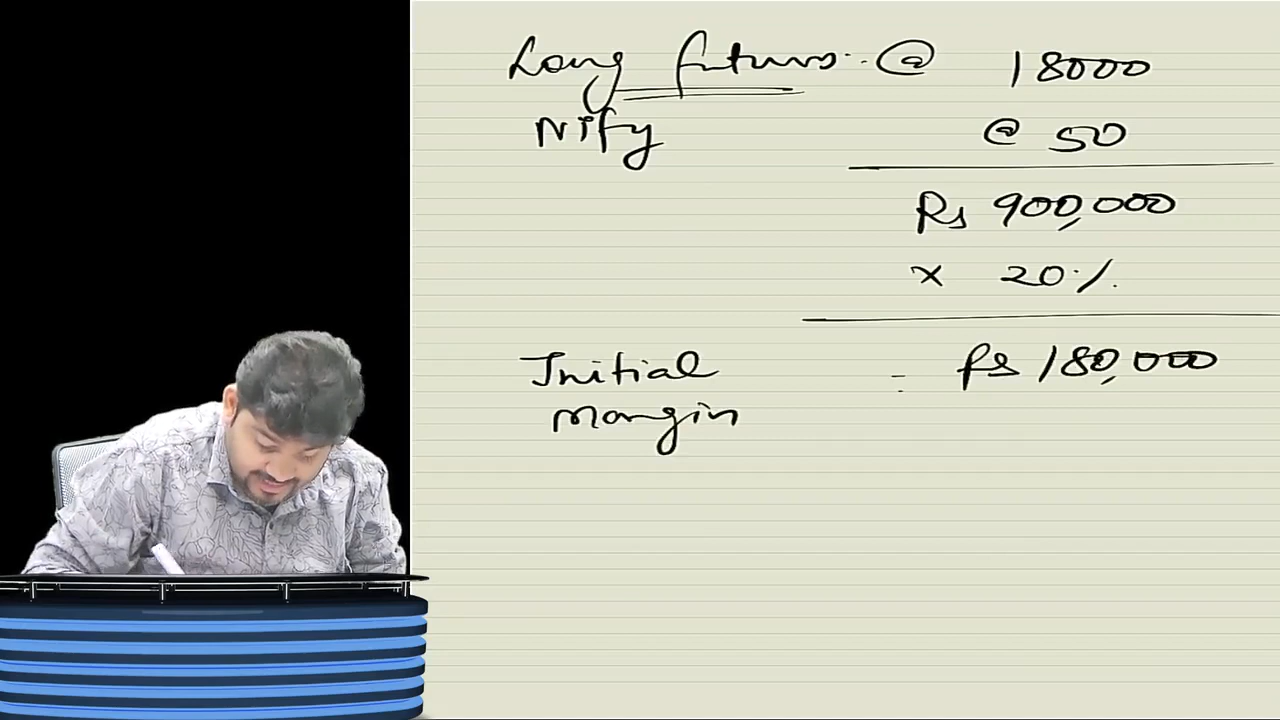 Long futures @ 18000
Nifty @ 50
Rs 900,000
x 20%
Initial = Rs 180,000
margin